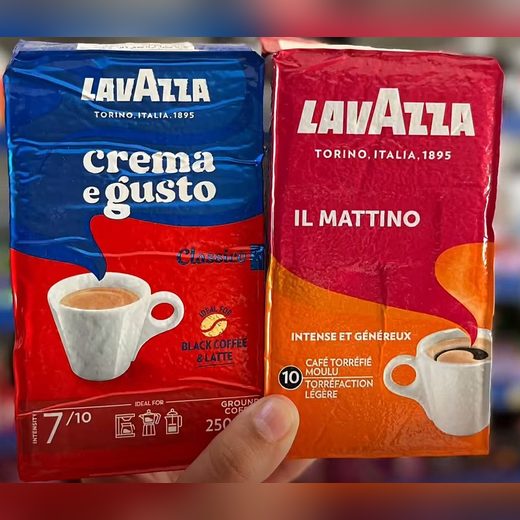 LAVAZZA
TORINO, ITALIA, 1895
crema
e gusto
Classico
IDEAL FOR
BLACK COFFEE
& LATTE
INTENSITY
7/10
IDEAL FOR
GROUND
250
LAVAZZA
TORINO, ITALIA, 1895
IL MATTINO
INTENSE ET GÉNÉREUX
10
CAFÉ TORRÉFIÉ
MOULU
TORRÉFACTION
LÉGÈRE